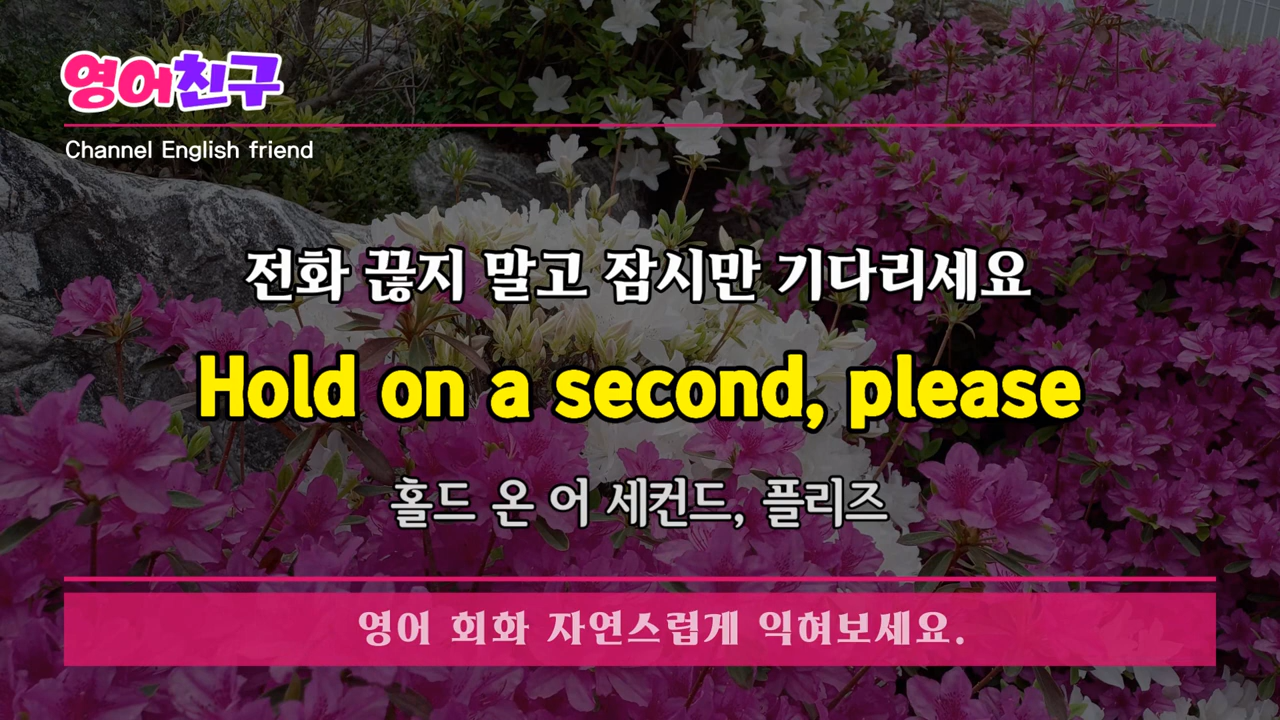 영어친구
Channel English friend
전화 끊지 말고 잠시만 기다리세요
Hold on a second, please
홀드 온 어 세컨드, 플리즈
영어 회화 자연스럽게 익혀보세요.